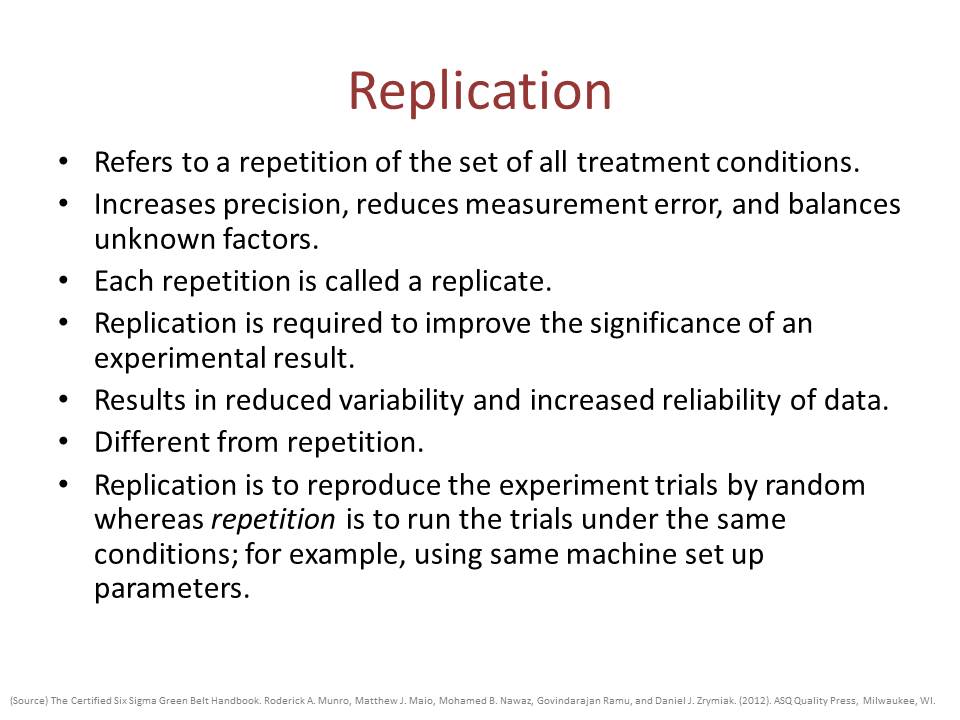 Replication
• Refers to a repetition of the set of all treatment conditions.
• Increases precision, reduces measurement error, and balances
unknown factors.
• Each repetition is called a replicate.
• Replication is required to improve the significance of an
experimental result.
• Results in reduced variability and increased reliability of data.
• Different from repetition.
• Replication is to reproduce the experiment trials by random
whereas repetition is to run the trials under the same
conditions; for example, using same machine set up
parameters.
(Source) The Certified Six Sigma Green Belt Handbook. Roderick A. Munro, Matthew J. Maio, Mohamed B. Nawaz, Govindarajan Ramu, and Daniel J. Zrymiak. (2012). ASQ Quality Press, Milwaukee, WI.